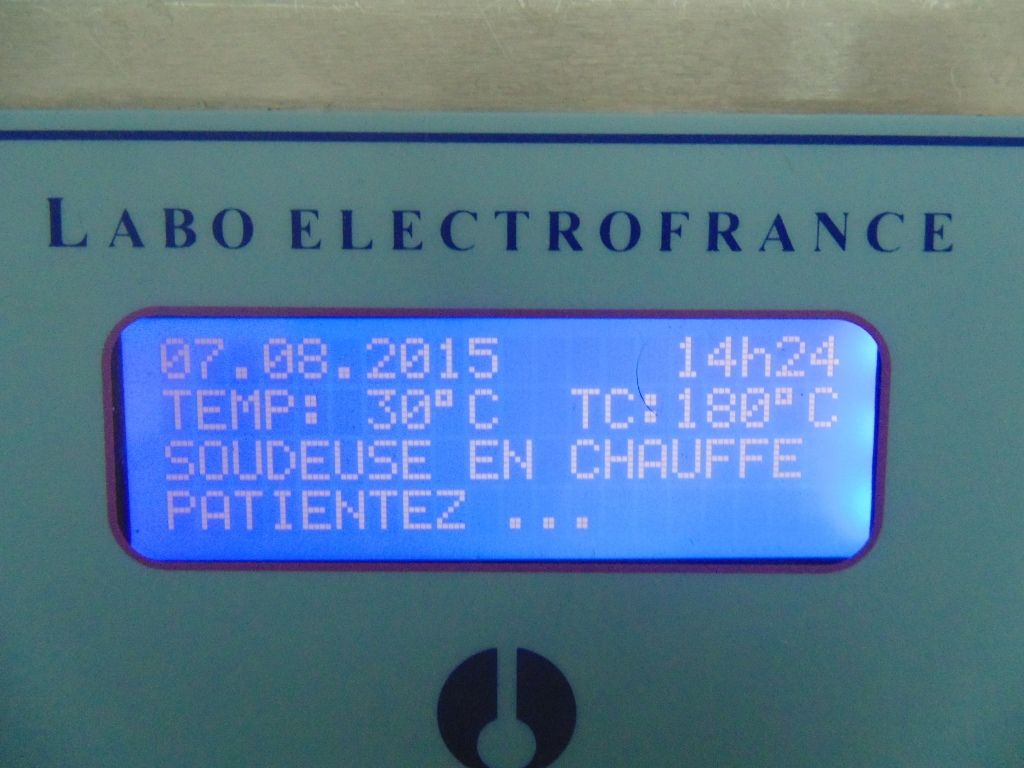 LABO ELECTROFRANCE
07.08.2015 14h24
TEMP: 30°C TC:180°C
SOUDEUSE EN CHAUFFE
PATIENTEZ ...